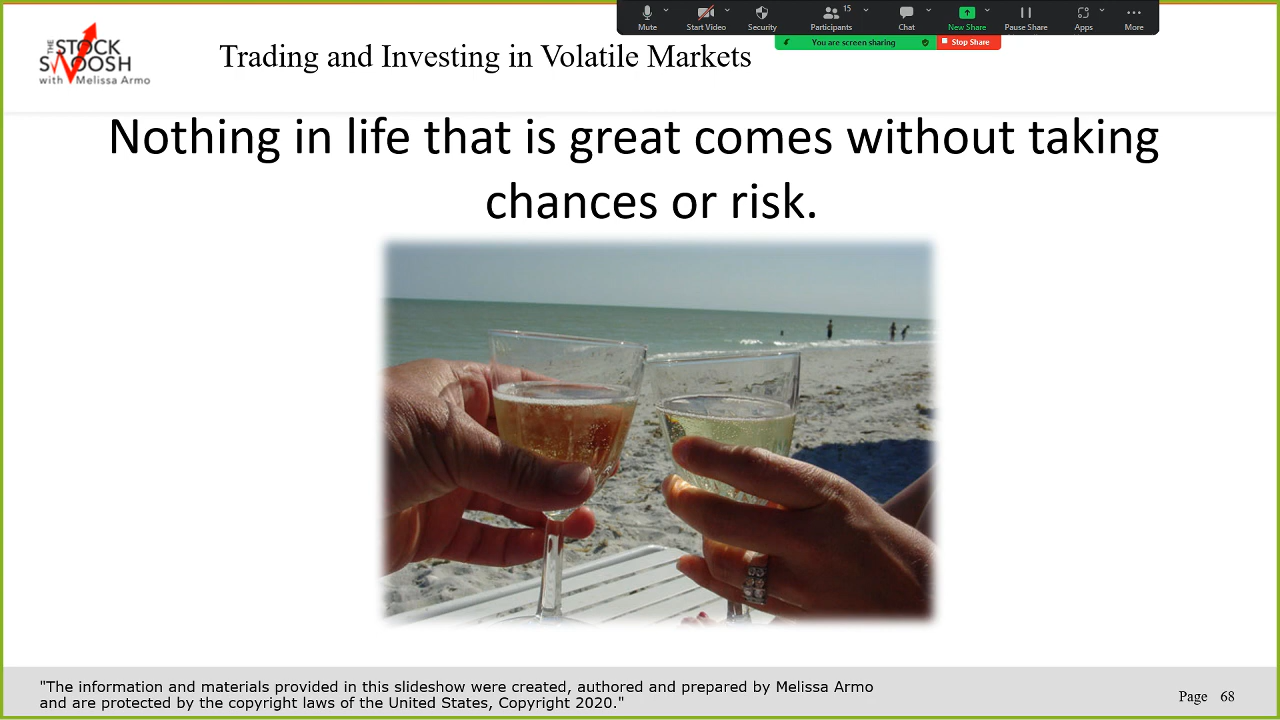 Mute
Start Video
Security
Participants
15
Chat
New Share
Pause Share
Apps
More
You are screen sharing
Stop Share
THE
STOCK
SWOOSH
with Melissa Armo
Trading and Investing in Volatile Markets
Nothing in life that is great comes without taking
chances or risk.
"The information and materials provided in this slideshow were created, authored and prepared by Melissa Armo
and are protected by the copyright laws of the United States, Copyright 2020."
Page 68